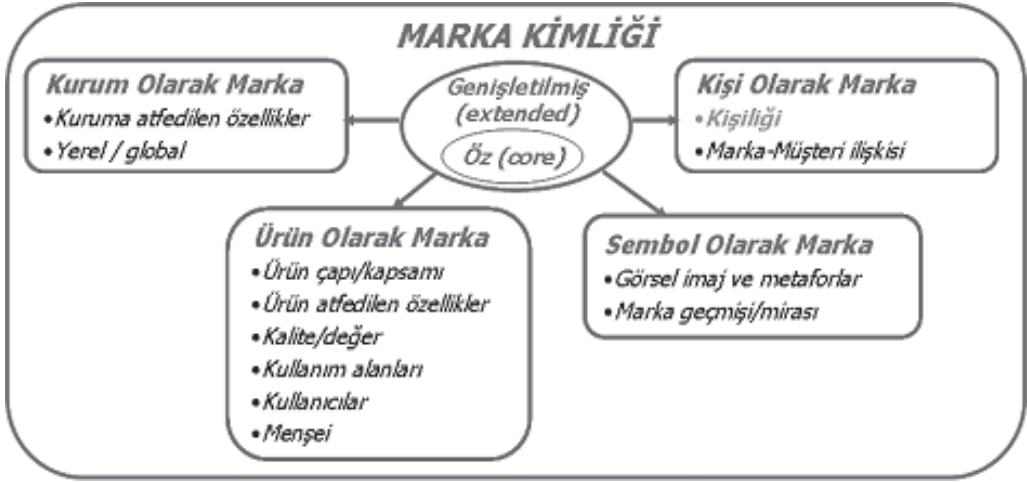 MARKA KİMLİĞİ
Kurum Olarak Marka
•Kuruma atfedilen özellikler
•Yerel / global
Genişletilmiş
(extended)
Öz (core)
Kişi Olarak Marka
•Kişiliği
•Marka-Müşteri ilişkisi
Ürün Olarak Marka
•Ürün çapı/kapsamı
•Ürün atfedilen özellikler
•Kalite/değer
•Kullanım alanları
•Kullanıcılar
•Menşei
Sembol Olarak Marka
•Görsel imaj ve metaforlar
•Marka geçmişi/mirası